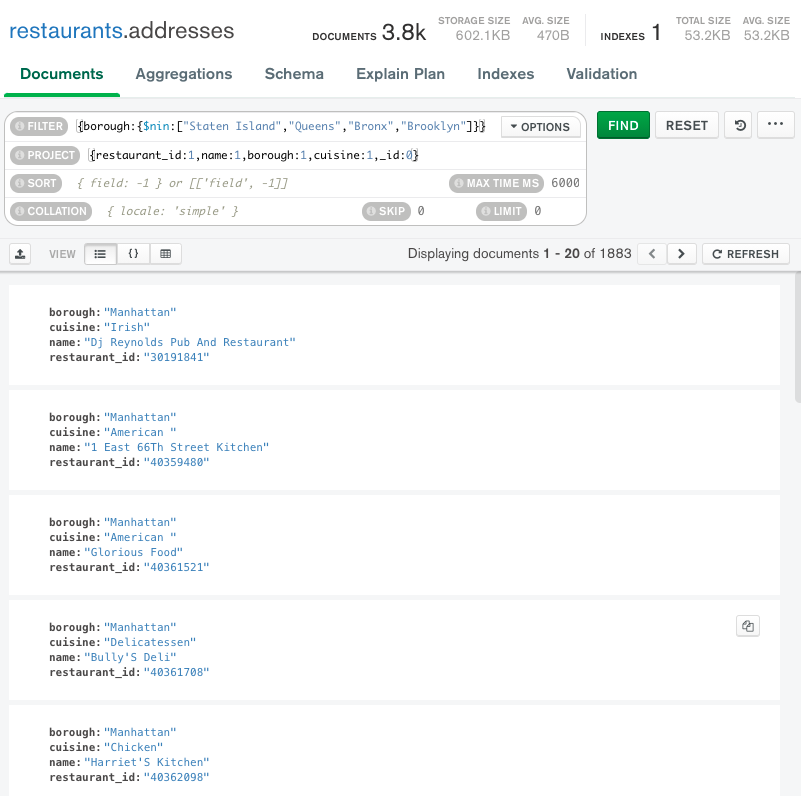 restaurants.addresses
DOCUMENTS 3.8k
STORAGE SIZE 602.1KB
AVG. SIZE 470B
INDEXES 1
TOTAL SIZE 53.2KB
AVG. SIZE 53.2KB
Documents Aggregations Schema Explain Plan Indexes Validation
FILTER {borough:{$nin:["Staten Island","Queens","Bronx","Brooklyn"]}} OPTIONS FIND RESET ...
PROJECT {restaurant_id:1,name:1,borough:1,cuisine:1,_id:0}
SORT { field: -1 } or [['field', -1]] MAX TIME MS 6000
COLLATION { locale: 'simple' } SKIP 0 LIMIT 0
VIEW {} Displaying documents 1 - 20 of 1883 < > REFRESH
borough:"Manhattan"
cuisine:"Irish"
name:"Dj Reynolds Pub And Restaurant"
restaurant_id:"30191841"
borough:"Manhattan"
cuisine:"American "
name:"1 East 66Th Street Kitchen"
restaurant_id:"40359480"
borough:"Manhattan"
cuisine:"American "
name:"Glorious Food"
restaurant_id:"40361521"
borough:"Manhattan"
cuisine:"Delicatessen"
name:"Bully'S Deli"
restaurant_id:"40361708"
borough:"Manhattan"
cuisine:"Chicken"
name:"Harriet'S Kitchen"
restaurant_id:"40362098"